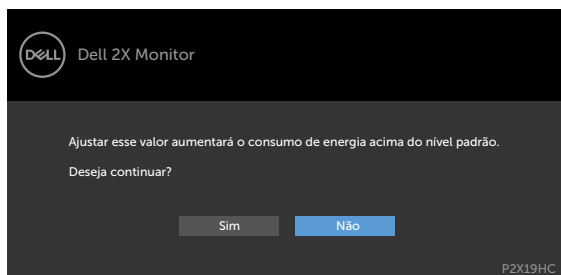 DELL Dell 2X Monitor
Ajustar esse valor aumentará o consumo de energia acima do nível padrão.
Deseja continuar?
Sim Não
P2X19HC